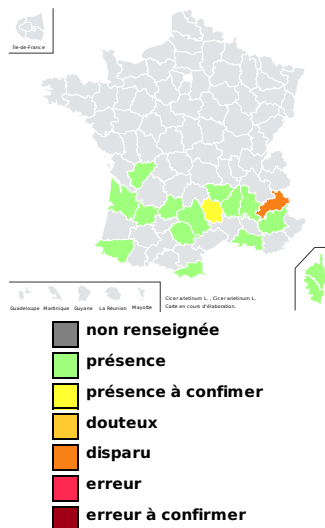 Île-de-France
Guadeloupe Martinique Guyane La Réunion Mayotte
Cicer arietinum L. , Cicer arietinum L.
Carte en cours d'élaboration.
non renseignée
présence
présence à confimer
douteux
disparu
erreur
erreur à confirmer